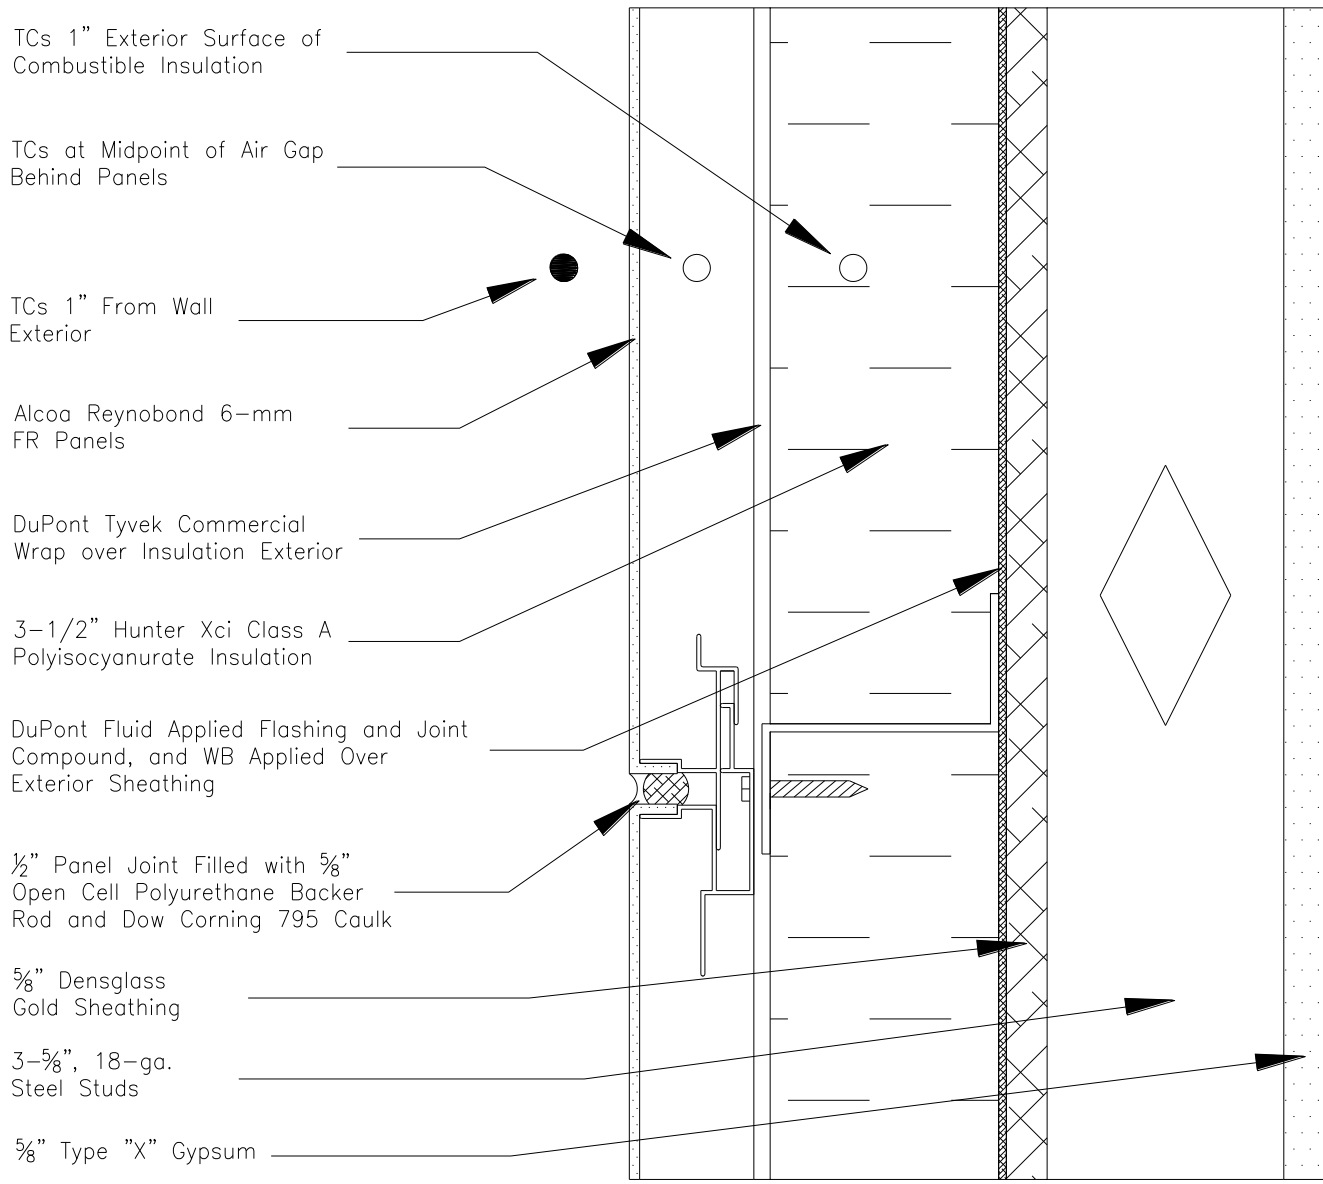 TCs 1” Exterior Surface of
Combustible Insulation
TCs at Midpoint of Air Gap
Behind Panels
TCs 1” From Wall
Exterior
Alcoa Reynobond 6-mm
FR Panels
DuPont Tyvek Commercial
Wrap over Insulation Exterior
3-1/2” Hunter Xci Class A
Polyisocyanurate Insulation
DuPont Fluid Applied Flashing and Joint
Compound, and WB Applied Over
Exterior Sheathing
½” Panel Joint Filled with ⅝”
Open Cell Polyurethane Backer
Rod and Dow Corning 795 Caulk
⅝” Densglass
Gold Sheathing
3-⅝”, 18-ga.
Steel Studs
⅝” Type ”X” Gypsum